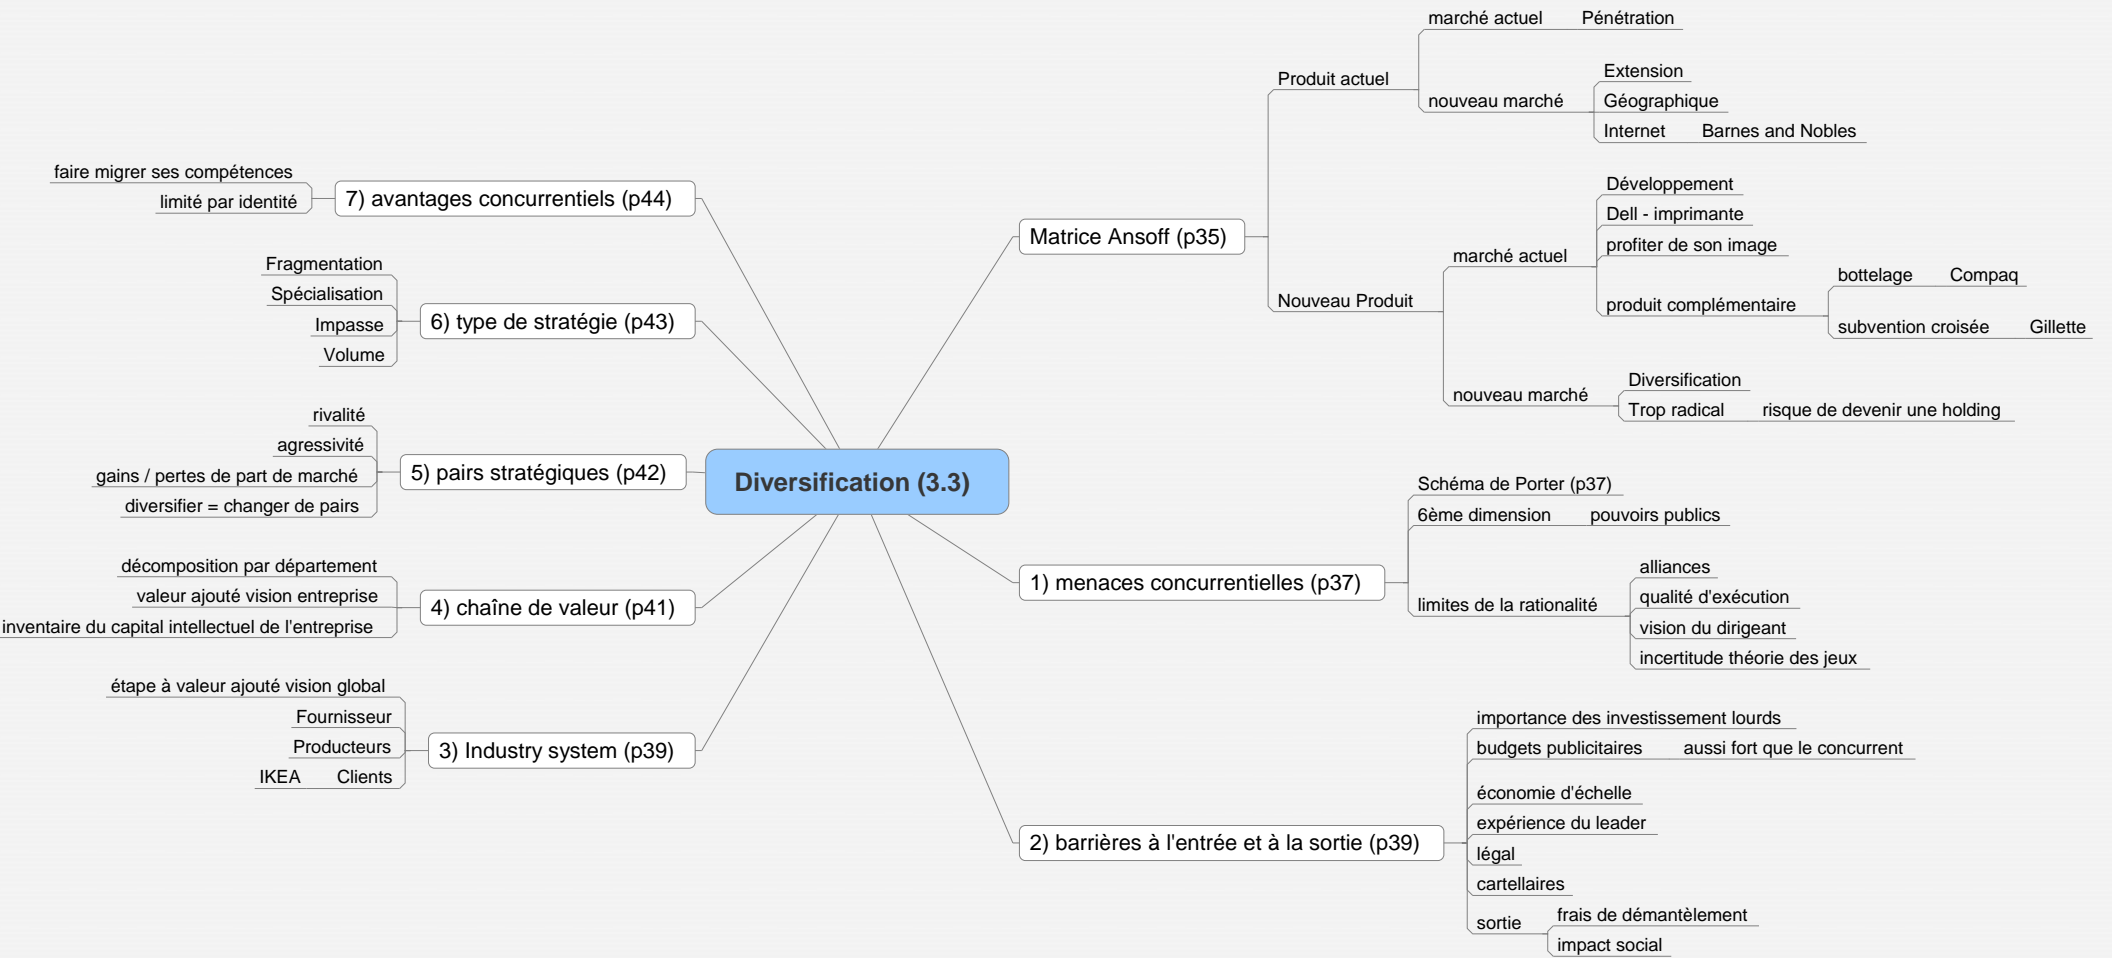 Diversification (3.3)
Matrice Ansoff (p35)
Produit actuel
marché actuel Pénétration
nouveau marché
Extension
Géographique
Internet Barnes and Nobles
Nouveau Produit
marché actuel
Développement
Dell - imprimante
profiter de son image
produit complémentaire
bottelage Compaq
subvention croisée Gillette
nouveau marché
Diversification
Trop radical risque de devenir une holding
1) menaces concurrentielles (p37)
Schéma de Porter (p37)
6ème dimension pouvoirs publics
limites de la rationalité
alliances
qualité d'exécution
vision du dirigeant
incertitude théorie des jeux
2) barrières à l'entrée et à la sortie (p39)
importance des investissement lourds
budgets publicitaires aussi fort que le concurrent
économie d'échelle
expérience du leader
légal
cartellaires
sortie
frais de démantèlement
impact social
3) Industry system (p39)
étape à valeur ajouté vision global
Fournisseur
Producteurs
IKEA Clients
4) chaîne de valeur (p41)
décomposition par département
valeur ajouté vision entreprise
inventaire du capital intellectuel de l'entreprise
5) pairs stratégiques (p42)
rivalité
agressivité
gains / pertes de part de marché
diversifier = changer de pairs
6) type de stratégie (p43)
Fragmentation
Spécialisation
Impasse
Volume
7) avantages concurrentiels (p44)
faire migrer ses compétences
limité par identité